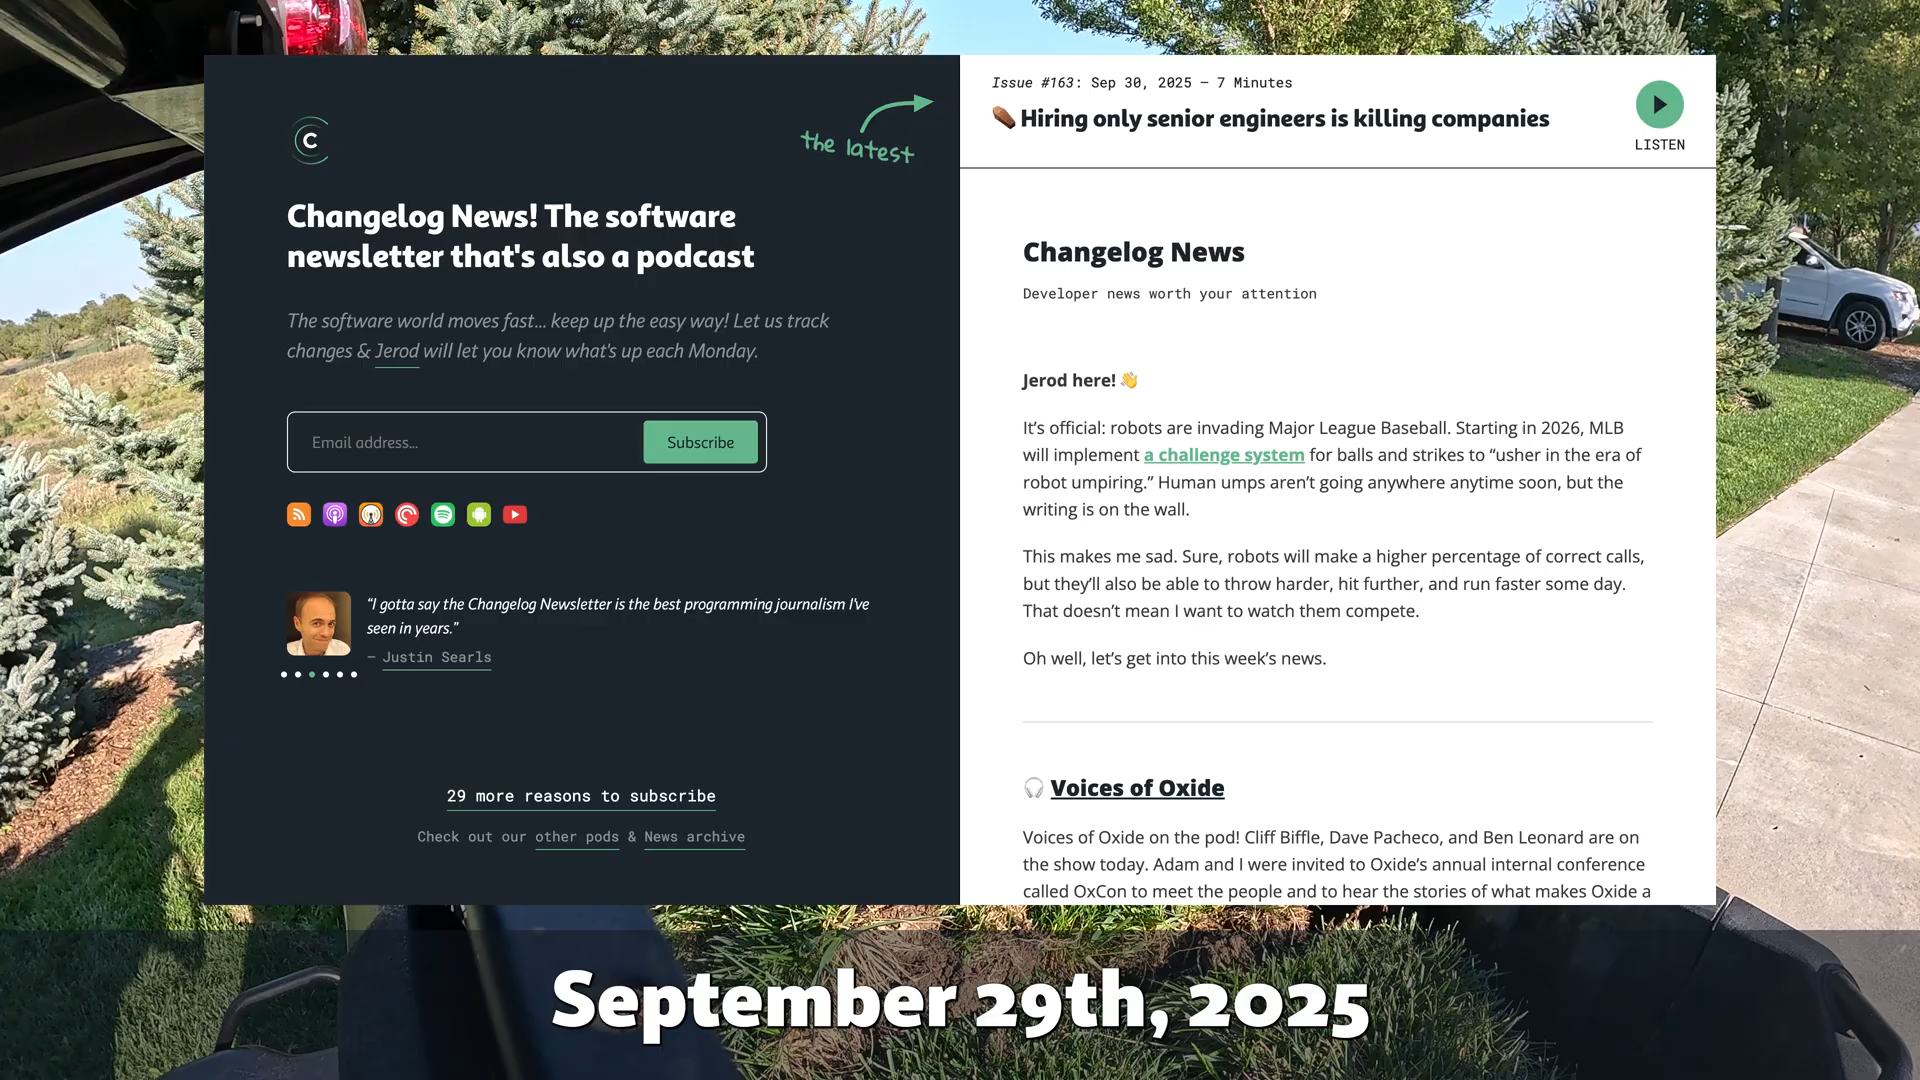 C
the latest
Changelog News! The software
newsletter that's also a podcast
The software world moves fast... keep up the easy way! Let us track
changes & Jerod will let you know what's up each Monday.
Email address...
Subscribe
“I gotta say the Changelog Newsletter is the best programming journalism I've
seen in years.”
– Justin Searls
29 more reasons to subscribe
Check out our other pods & News archive
Issue #163: Sep 30, 2025 — 7 Minutes
⚰️ Hiring only senior engineers is killing companies
LISTEN
Changelog News
Developer news worth your attention
Jerod here! 👋
It’s official: robots are invading Major League Baseball. Starting in 2026, MLB
will implement a challenge system for balls and strikes to “usher in the era of
robot umpiring.” Human umps aren’t going anywhere anytime soon, but the
writing is on the wall.
This makes me sad. Sure, robots will make a higher percentage of correct calls,
but they’ll also be able to throw harder, hit further, and run faster some day.
That doesn’t mean I want to watch them compete.
Oh well, let’s get into this week’s news.
🎧 Voices of Oxide
Voices of Oxide on the pod! Cliff Biffle, Dave Pacheco, and Ben Leonard are on
the show today. Adam and I were invited to Oxide’s annual internal conference
called OxCon to meet the people and to hear the stories of what makes Oxide a
September 29th, 2025